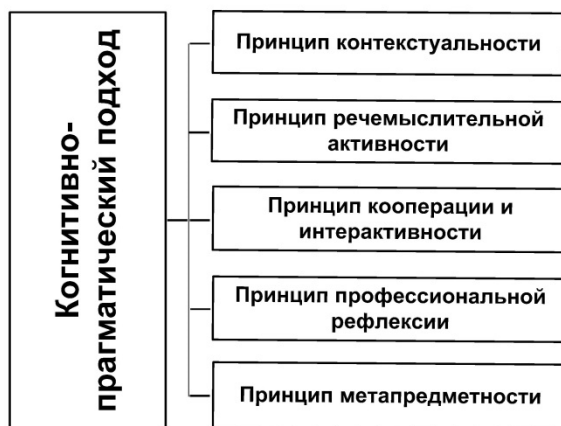 Когнитивно-
прагматический подход
Принцип контекстуальности
Принцип речемыслительной
активности
Принцип кооперации и
интерактивности
Принцип профессиональной
рефлексии
Принцип метапредметности